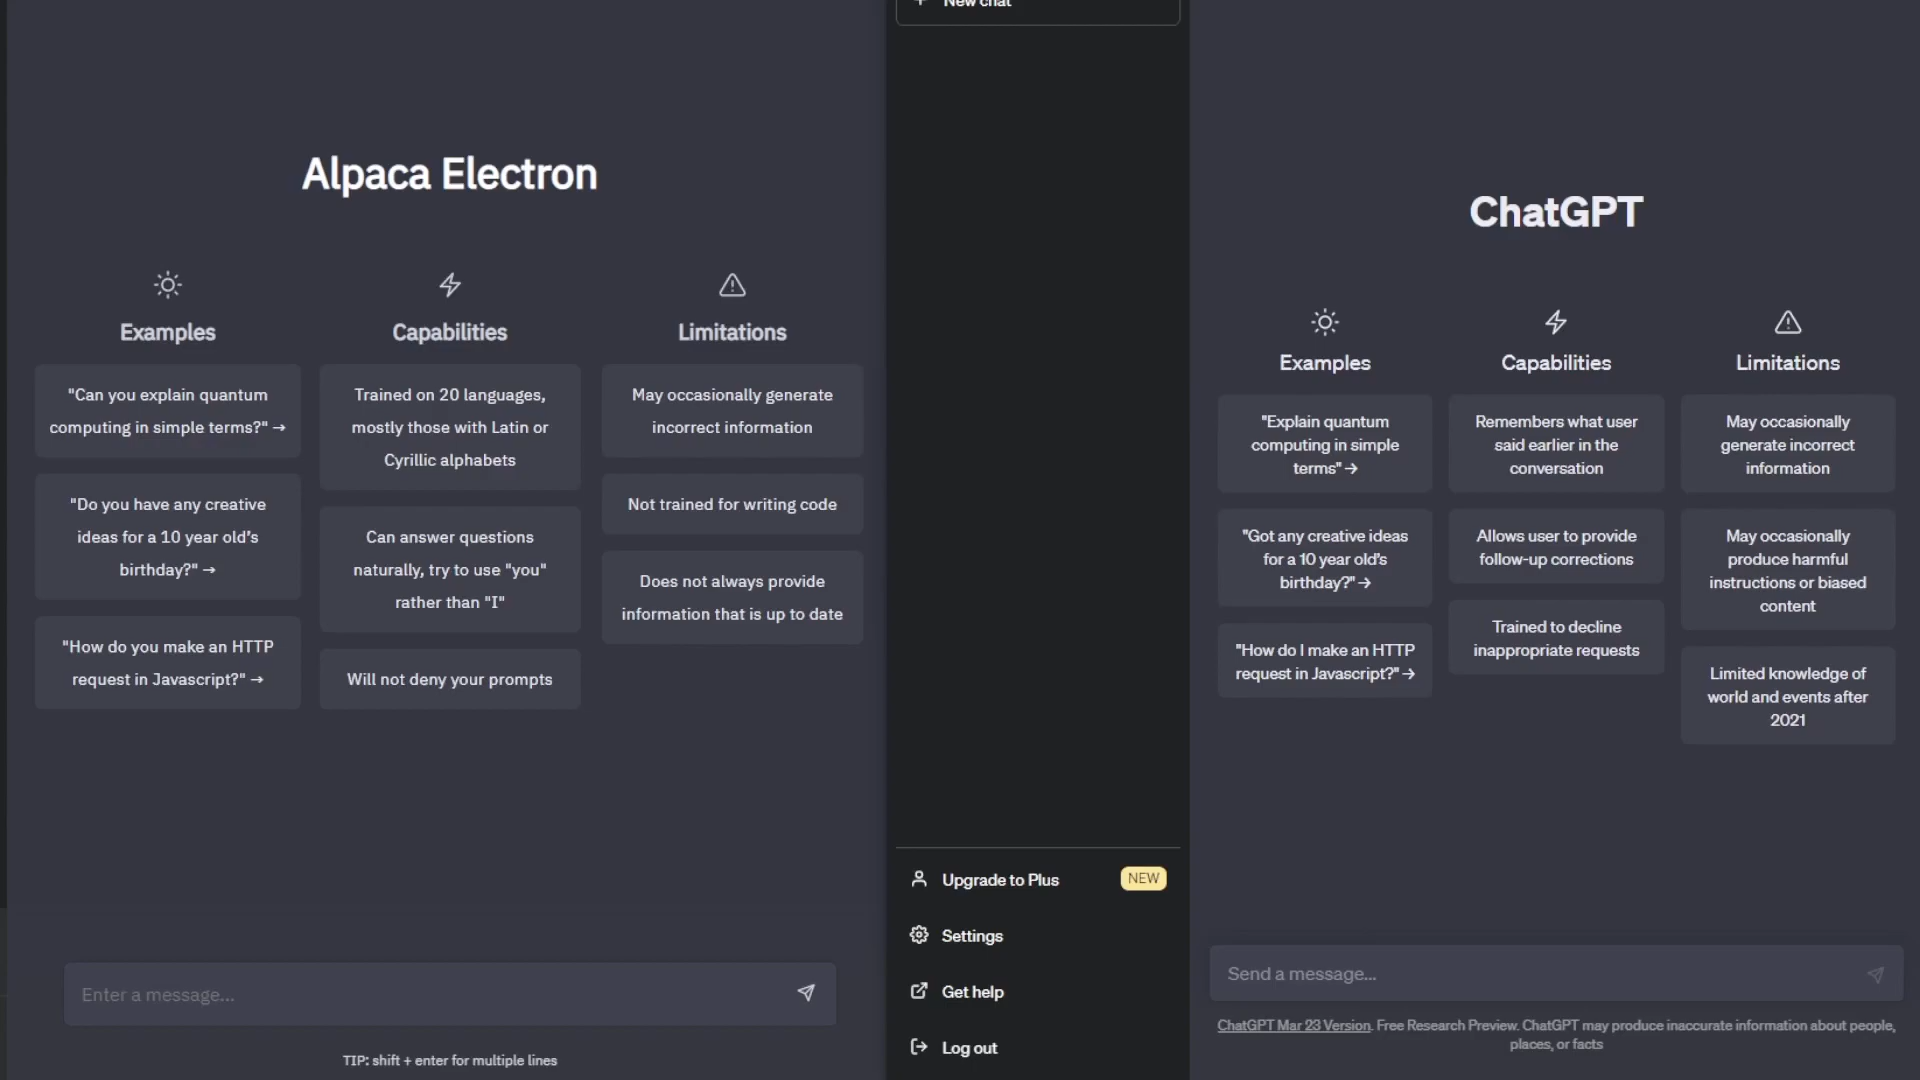 Alpaca Electron
Examples
"Can you explain quantum
computing in simple terms?" →
"Do you have any creative
ideas for a 10 year old's
birthday?" →
"How do you make an HTTP
request in Javascript?" →
Capabilities
Trained on 20 languages,
mostly those with Latin or
Cyrillic alphabets
Can answer questions
naturally, try to use "you"
rather than "I"
Will not deny your prompts
Limitations
May occasionally generate
incorrect information
Not trained for writing code
Does not always provide
information that is up to date
Enter a message...
TIP: shift + enter for multiple lines
+ New chat
Upgrade to Plus NEW
Settings
Get help
Log out
ChatGPT
Examples
"Explain quantum
computing in simple
terms" →
"Got any creative ideas
for a 10 year old's
birthday?" →
"How do I make an HTTP
request in Javascript?" →
Capabilities
Remembers what user
said earlier in the
conversation
Allows user to provide
follow-up corrections
Trained to decline
inappropriate requests
Limitations
May occasionally
generate incorrect
information
May occasionally
produce harmful
instructions or biased
content
Limited knowledge of
world and events after
2021
Send a message...
ChatGPT Mar 23 Version. Free Research Preview. ChatGPT may produce inaccurate information about people,
places, or facts